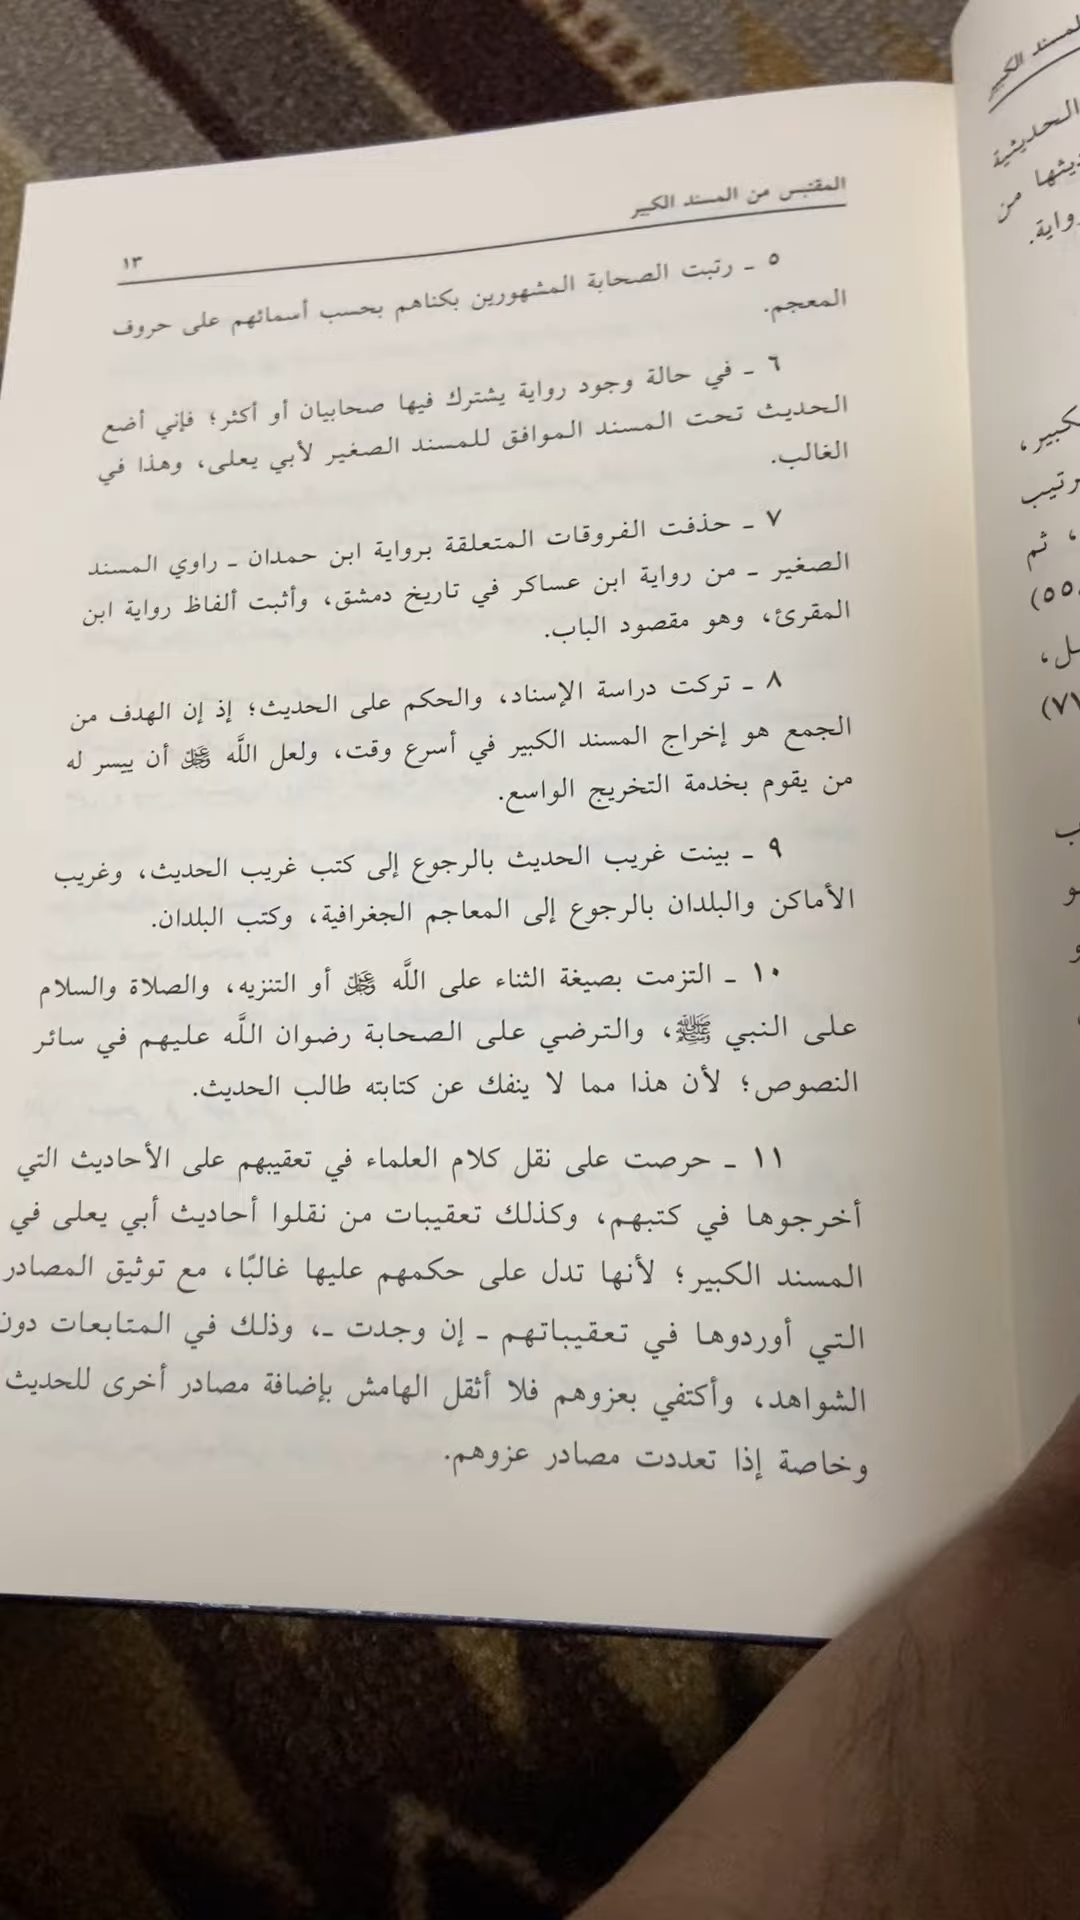 المقتبس من المسند الكبير
١٣
٥ ـ رتبت الصحابة المشهورين بكناهم بحسب أسمائهم على حروف
المعجم.
٦ ـ في حالة وجود رواية يشترك فيها صحابيان أو أكثر؛ فإني أضع
الحديث تحت المسند الموافق للمسند الصغير لأبي يعلى، وهذا في
الغالب.
٧ ـ حذفت الفروقات المتعلقة برواية ابن حمدان ـ راوي المسند
الصغير ـ من رواية ابن عساكر في تاريخ دمشق، وأثبت ألفاظ رواية ابن
المقرئ، وهو مقصود الباب.
٨ ـ تركت دراسة الإسناد، والحكم على الحديث؛ إذ إن الهدف من
الجمع هو إخراج المسند الكبير في أسرع وقت، ولعل اللَّه ﷿ أن ييسر له
من يقوم بخدمة التخريج الواسع.
٩ ـ بينت غريب الحديث بالرجوع إلى كتب غريب الحديث، وغريب
الأماكن والبلدان بالرجوع إلى المعاجم الجغرافية، وكتب البلدان.
١٠ ـ التزمت بصيغة الثناء على اللَّه ﷿ أو التنزيه، والصلاة والسلام
على النبي ﷺ، والترضي على الصحابة رضوان اللَّه عليهم في سائر
النصوص؛ لأن هذا مما لا ينفك عن كتابته طالب الحديث.
١١ ـ حرصت على نقل كلام العلماء في تعقيبهم على الأحاديث التي
أخرجوها في كتبهم، وكذلك تعقيبات من نقلوا أحاديث أبي يعلى في
المسند الكبير؛ لأنها تدل على حكمهم عليها غالبًا، مع توثيق المصادر
التي أوردوها في تعقيباتهم ـ إن وجدت ـ، وذلك في المتابعات دون
الشواهد، وأكتفي بعزوهم فلا أثقل الهامش بإضافة مصادر أخرى للحديث
وخاصة إذا تعددت مصادر عزوهم.